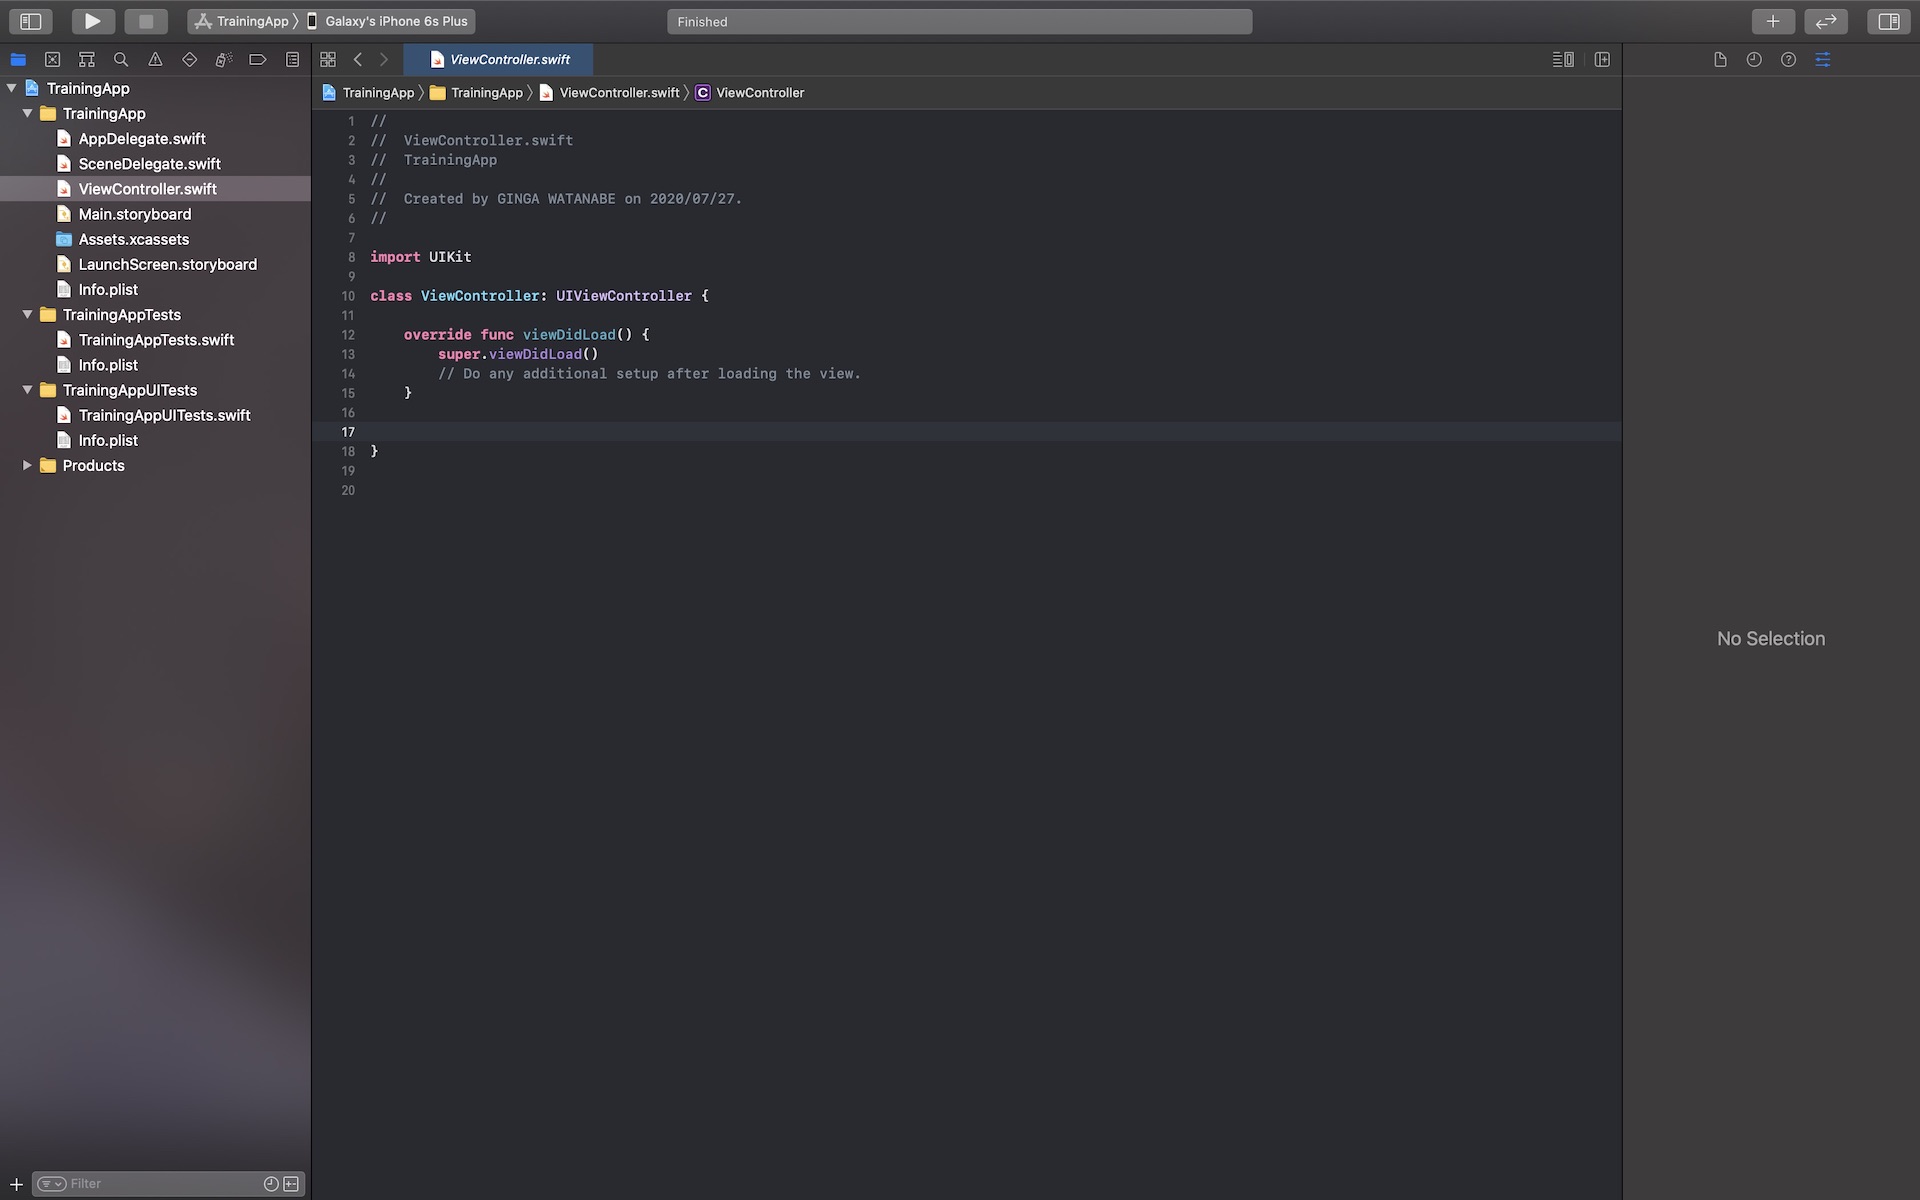 TrainingApp 〉 Galaxy's iPhone 6s Plus
Finished
ViewController.swift
TrainingApp 〉 TrainingApp 〉 ViewController.swift 〉 C ViewController
TrainingApp
TrainingApp
AppDelegate.swift
SceneDelegate.swift
ViewController.swift
Main.storyboard
Assets.xcassets
LaunchScreen.storyboard
Info.plist
TrainingAppTests
TrainingAppTests.swift
Info.plist
TrainingAppUITests
TrainingAppUITests.swift
Info.plist
Products
Filter
1 //
2 //  ViewController.swift
3 //  TrainingApp
4 //
5 //  Created by GINGA WATANABE on 2020/07/27.
6 //
7
8 import UIKit
9
10 class ViewController: UIViewController {
11
12     override func viewDidLoad() {
13         super.viewDidLoad()
14         // Do any additional setup after loading the view.
15     }
16
17
18 }
19
20
No Selection